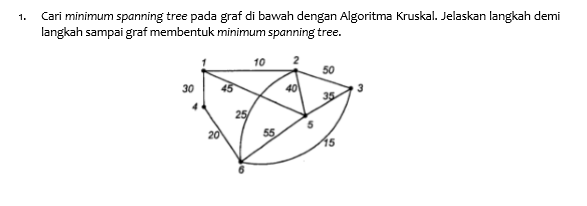 1. Cari minimum spanning tree pada graf di bawah dengan Algoritma Kruskal. Jelaskan langkah demi
langkah sampai graf membentuk minimum spanning tree.
1 10 2
50
30 45 40 3
35
4
25
5
20 55
15
6